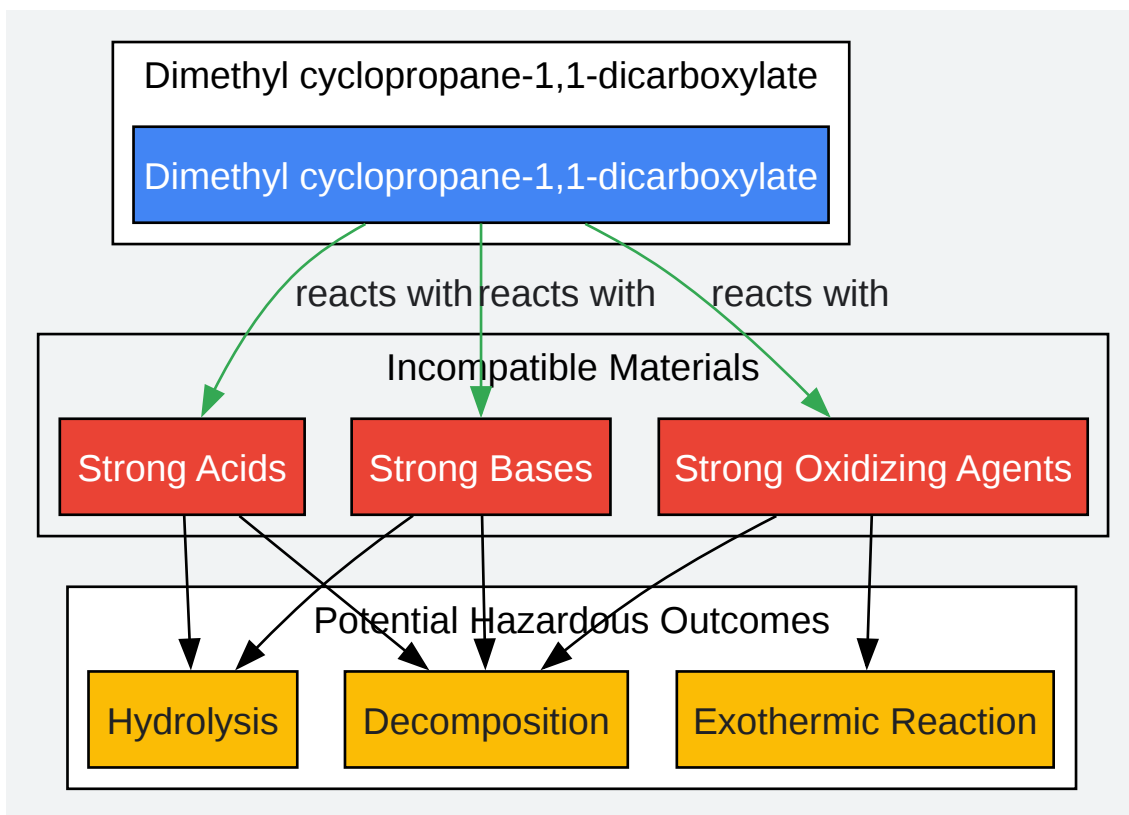 Dimethyl cyclopropane-1,1-dicarboxylate
Dimethyl cyclopropane-1,1-dicarboxylate
reacts with
reacts with
reacts with
Incompatible Materials
Strong Acids
Strong Bases
Strong Oxidizing Agents
Potential Hazardous Outcomes
Hydrolysis
Decomposition
Exothermic Reaction